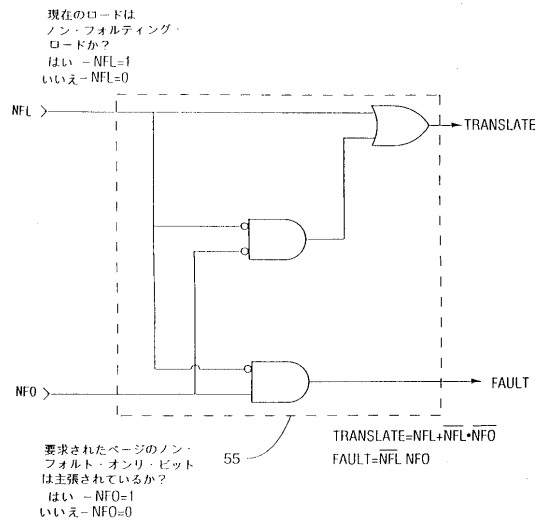 現在のロードは
ノン・フォルティング・
ロードか?
はい －NFL=1
いいえ－NFL=0
NFL
TRANSLATE
NFO
FAULT
55
TRANSLATE=NFL+N̅F̅L̅•N̅F̅O̅
FAULT=N̅F̅L̅ NFO
要求されたページのノン・
フォルト・オンリ・ビット
は主張されているか?
はい －NFO=1
いいえ－NFO=0